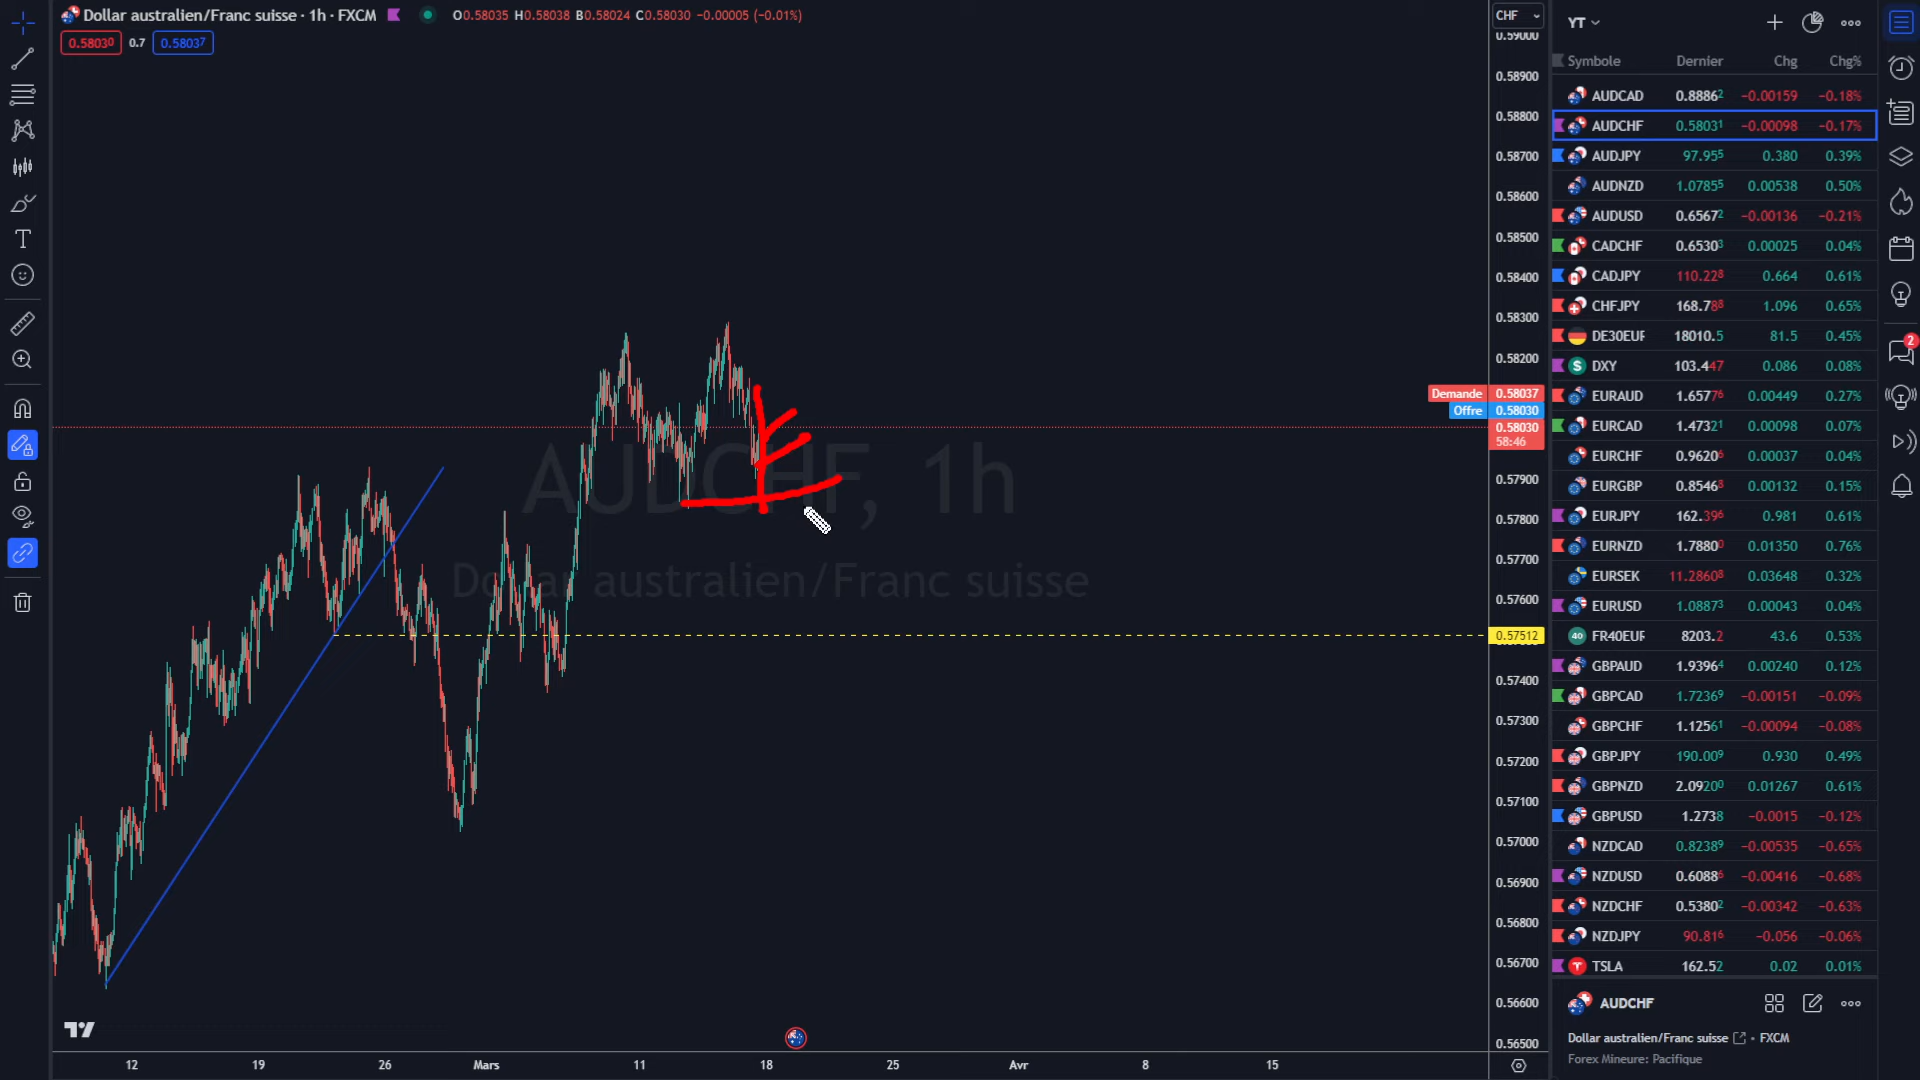 Dollar australien/Franc suisse · 1h · FXCM O0.58035 H0.58038 B0.58024 C0.58030 −0.00005 (−0.01%)
0.58030 0.7 0.58037
AUDCHF, 1h
Dollar australien/Franc suisse
CHF
0.59000
0.58900
0.58800
0.58700
0.58600
0.58500
0.58400
0.58300
0.58200
Demande 0.58037
Offre 0.58030
0.58030
58:46
0.57900
0.57800
0.57700
0.57600
0.57512
0.57400
0.57300
0.57200
0.57100
0.57000
0.56900
0.56800
0.56700
0.56600
0.56500
12 19 26 Mars 11 18 25 Avr 8 15
YT
Symbole Dernier Chg Chg%
AUDCAD 0.88862 −0.00159 −0.18%
AUDCHF 0.58031 −0.00098 −0.17%
AUDJPY 97.955 0.380 0.39%
AUDNZD 1.07855 0.00538 0.50%
AUDUSD 0.65672 −0.00136 −0.21%
CADCHF 0.65303 0.00025 0.04%
CADJPY 110.228 0.664 0.61%
CHFJPY 168.788 1.096 0.65%
DE30EUR 18010.5 81.5 0.45%
DXY 103.447 0.086 0.08%
EURAUD 1.65776 0.00449 0.27%
EURCAD 1.47321 0.00098 0.07%
EURCHF 0.96206 0.00037 0.04%
EURGBP 0.85468 0.00132 0.15%
EURJPY 162.396 0.981 0.61%
EURNZD 1.78800 0.01350 0.76%
EURSEK 11.28608 0.03648 0.32%
EURUSD 1.08873 0.00043 0.04%
40 FR40EUR 8203.2 43.6 0.53%
GBPAUD 1.93964 0.00240 0.12%
GBPCAD 1.72369 −0.00151 −0.09%
GBPCHF 1.12561 −0.00094 −0.08%
GBPJPY 190.009 0.930 0.49%
GBPNZD 2.09200 0.01267 0.61%
GBPUSD 1.2738 −0.0015 −0.12%
NZDCAD 0.82389 −0.00535 −0.65%
NZDUSD 0.60886 −0.00416 −0.68%
NZDCHF 0.53802 −0.00342 −0.63%
NZDJPY 90.816 −0.056 −0.06%
TSLA 162.52 0.02 0.01%
AUDCHF
Dollar australien/Franc suisse • FXCM
Forex Mineure: Pacifique
2